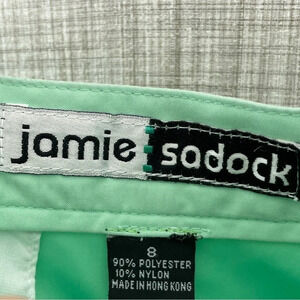 jamie sadock
8
90% POLYESTER
10% NYLON
MADE IN HONG KONG